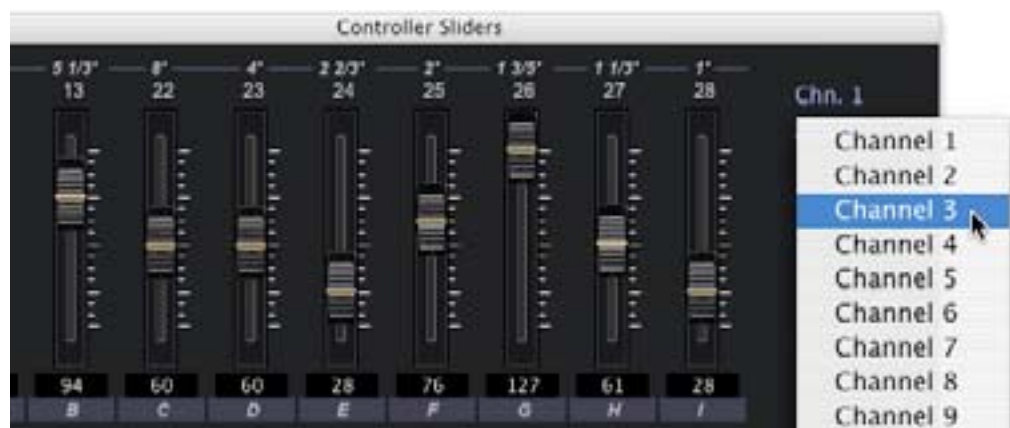 Controller Sliders
5 1/3' 8' 4' 2 2/3' 2' 1 3/5' 1 1/3' 1'
13 22 23 24 25 26 27 28
Chn. 1
Channel 1
Channel 2
Channel 3
Channel 4
Channel 5
Channel 6
Channel 7
Channel 8
Channel 9
94 60 60 28 76 127 61 28
B C D E F G H I